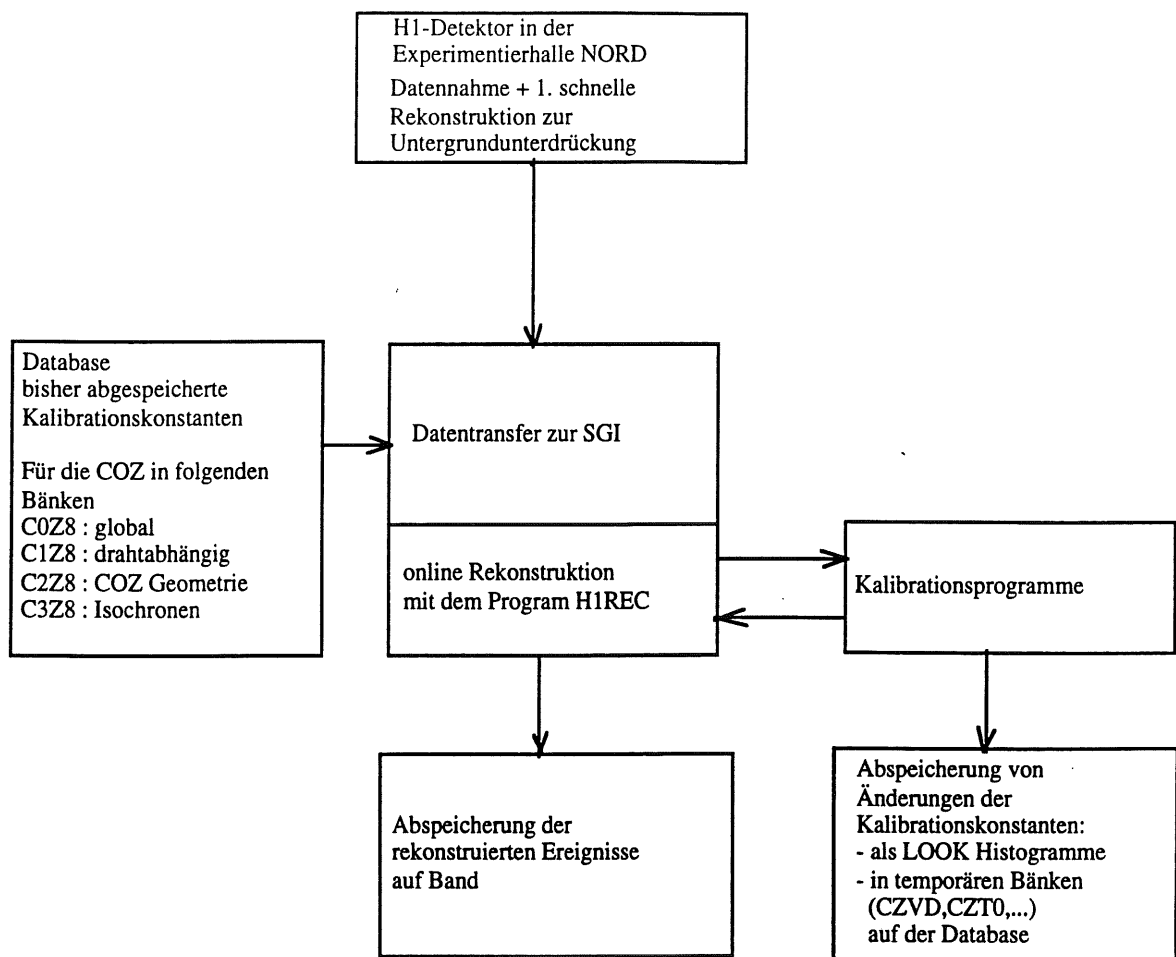 H1-Detektor in der
Experimentierhalle NORD
Datennahme + 1. schnelle
Rekonstruktion zur
Untergrundunterdrückung
Database
bisher abgespeicherte
Kalibrationskonstanten
Für die COZ in folgenden
Bänken
C0Z8 : global
C1Z8 : drahtabhängig
C2Z8 : COZ Geometrie
C3Z8 : Isochronen
Datentransfer zur SGI
online Rekonstruktion
mit dem Program H1REC
Kalibrationsprogramme
Abspeicherung der
rekonstruierten Ereignisse
auf Band
Abspeicherung von
Änderungen der
Kalibrationskonstanten:
- als LOOK Histogramme
- in temporären Bänken
(CZVD,CZT0,...)
auf der Database